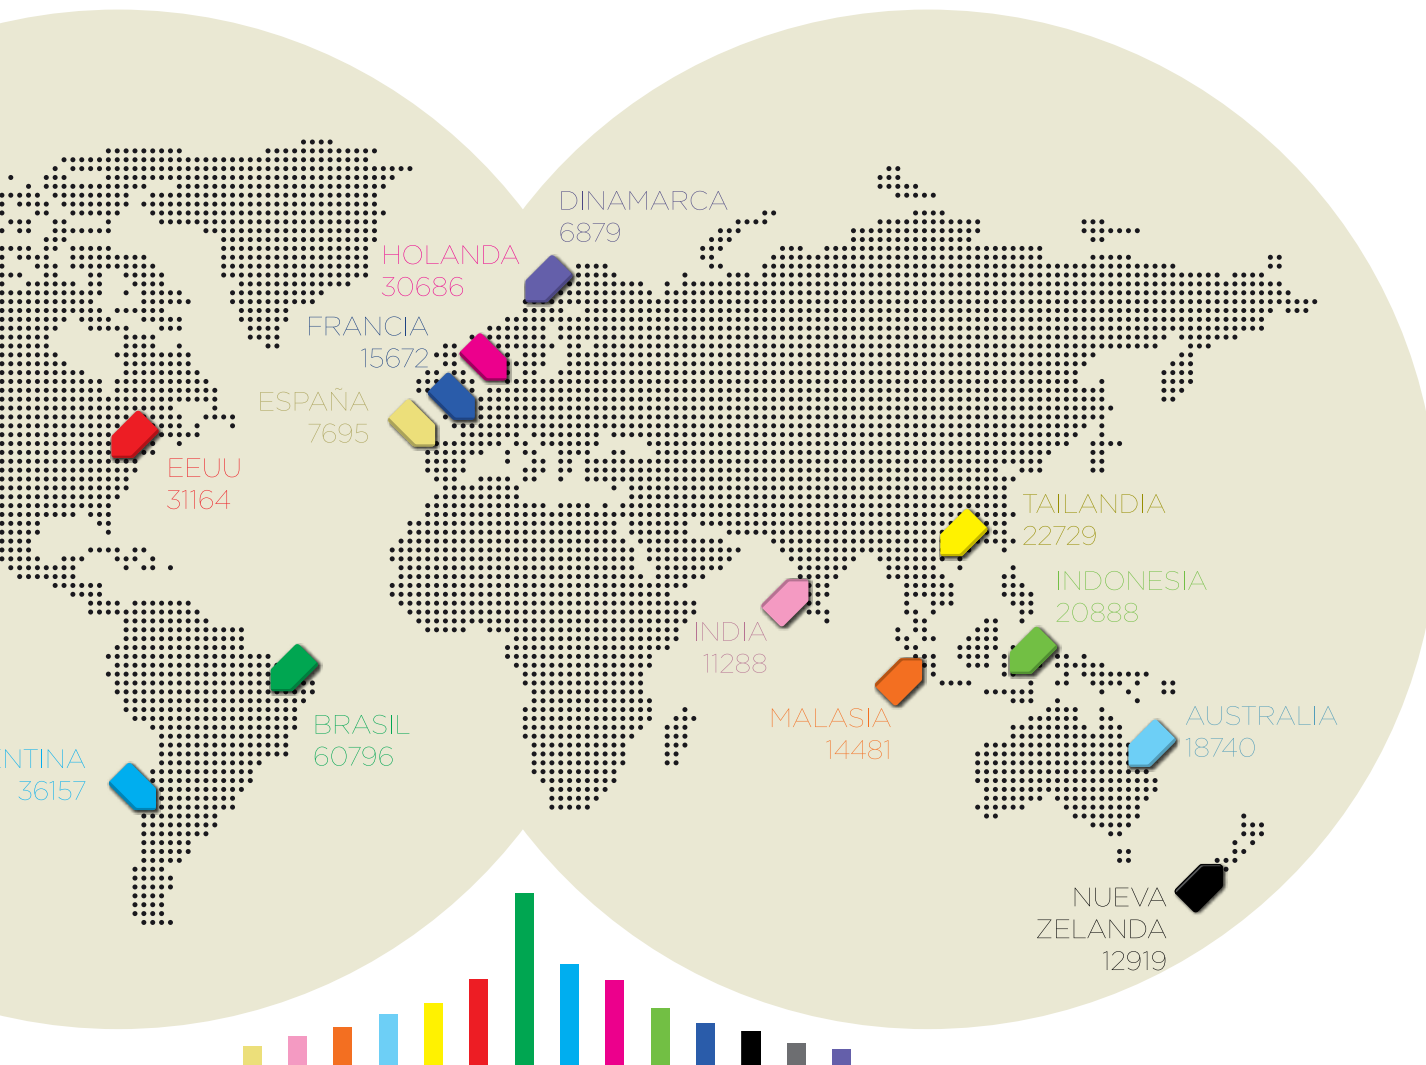 DINAMARCA
6879
HOLANDA
30686
FRANCIA
15672
ESPAÑA
7695
EEUU
31164
TAILANDIA
22729
INDONESIA
20888
INDIA
11288
BRASIL
60796
MALASIA
14481
AUSTRALIA
18740
ENTINA
36157
NUEVA
ZELANDA
12919